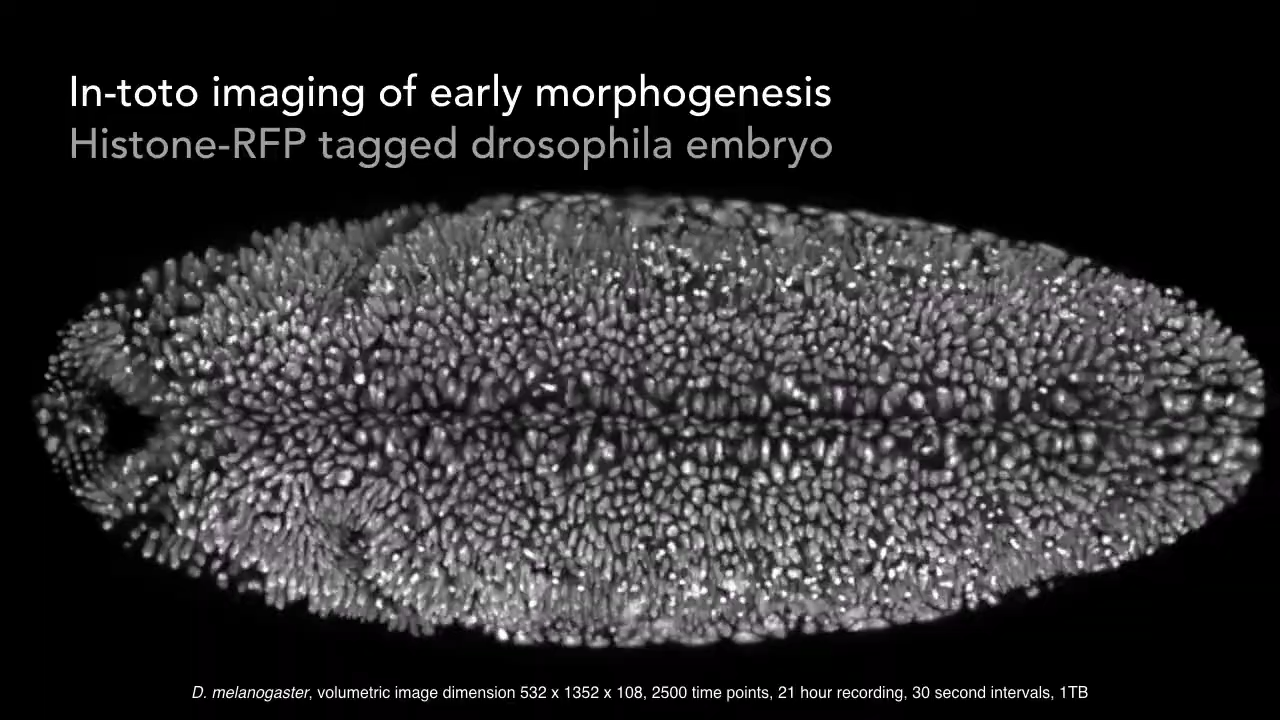 In-toto imaging of early morphogenesis
Histone-RFP tagged drosophila embryo
D. melanogaster, volumetric image dimension 532 x 1352 x 108, 2500 time points, 21 hour recording, 30 second intervals, 1TB